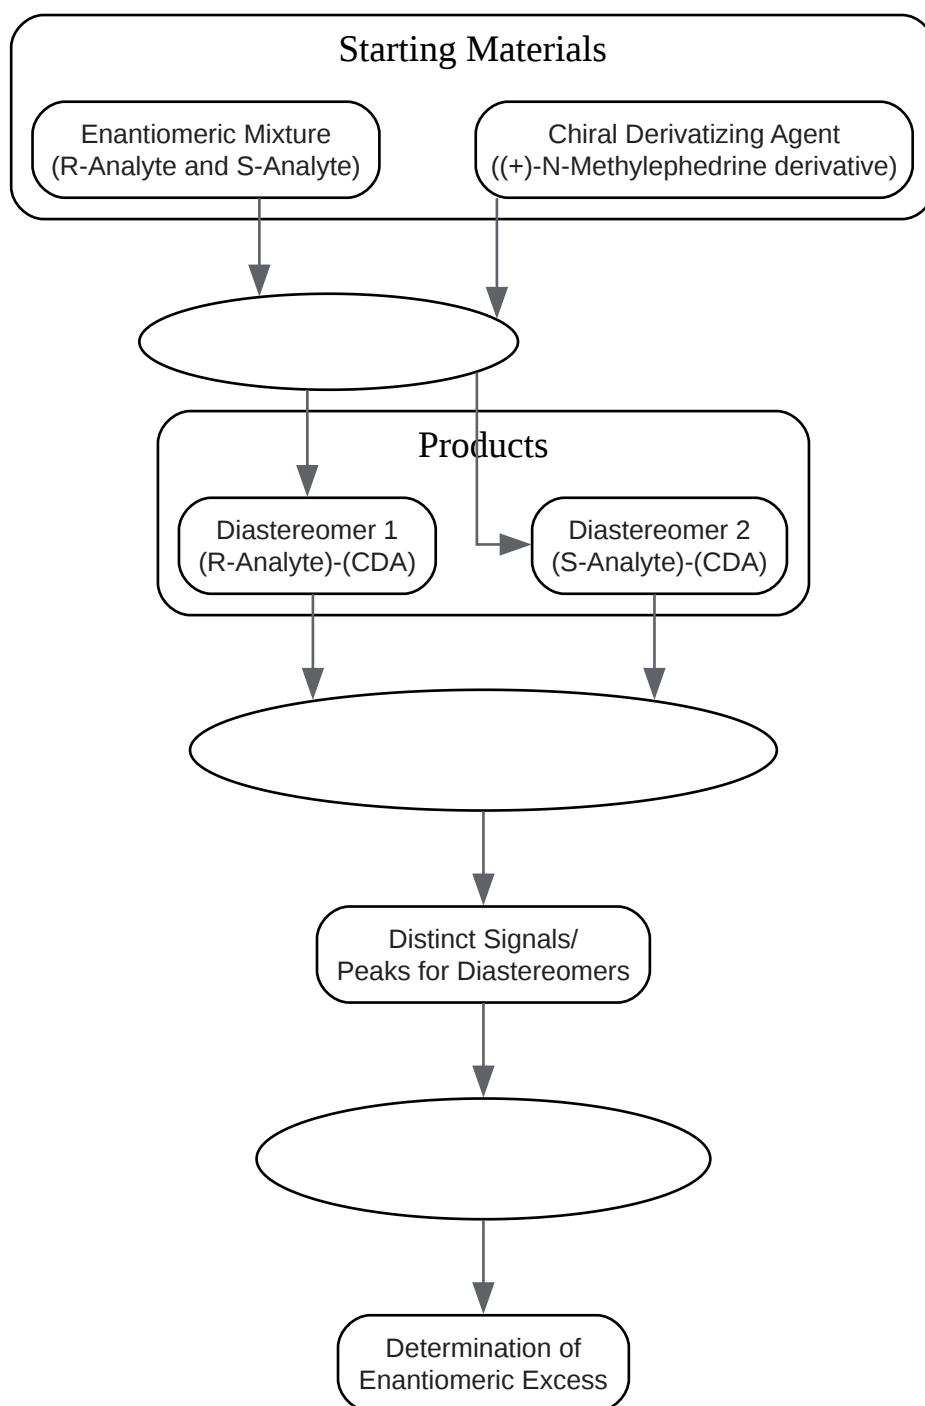 Starting Materials
Enantiomeric Mixture
(R-Analyte and S-Analyte)
Chiral Derivatizing Agent
((+)-N-Methylephedrine derivative)
Products
Diastereomer 1
(R-Analyte)-(CDA)
Diastereomer 2
(S-Analyte)-(CDA)
Distinct Signals/
Peaks for Diastereomers
Determination of
Enantiomeric Excess